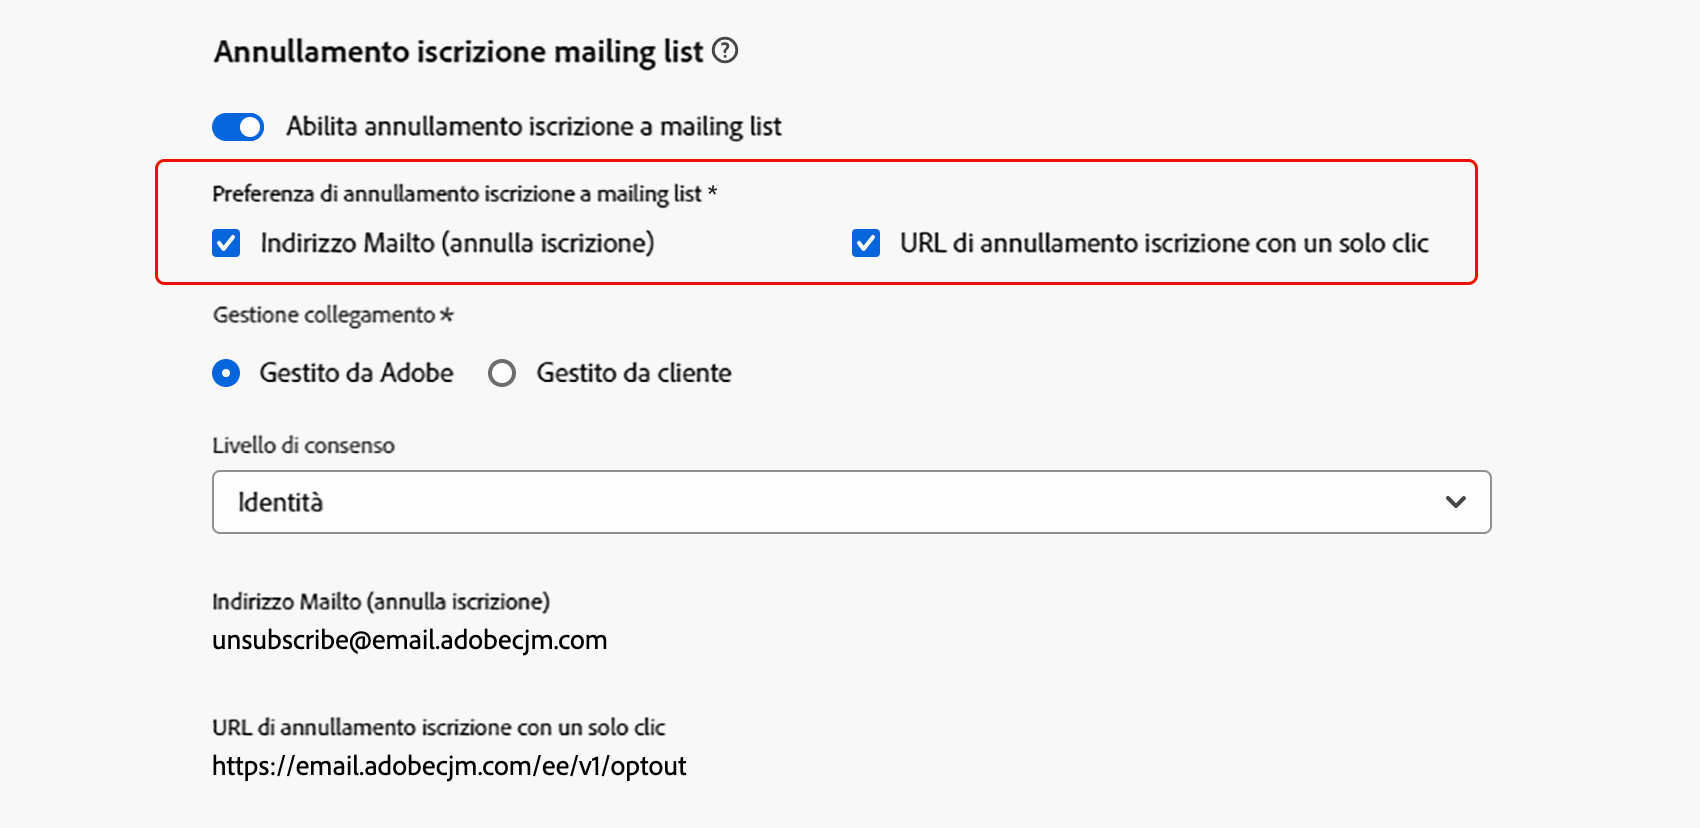 Annullamento iscrizione mailing list ?
Abilita annullamento iscrizione a mailing list
Preferenza di annullamento iscrizione a mailing list *
Indirizzo Mailto (annulla iscrizione) URL di annullamento iscrizione con un solo clic
Gestione collegamento *
Gestito da Adobe Gestito da cliente
Livello di consenso
Identità
Indirizzo Mailto (annulla iscrizione)
unsubscribe@email.adobecjm.com
URL di annullamento iscrizione con un solo clic
https://email.adobecjm.com/ee/v1/optout